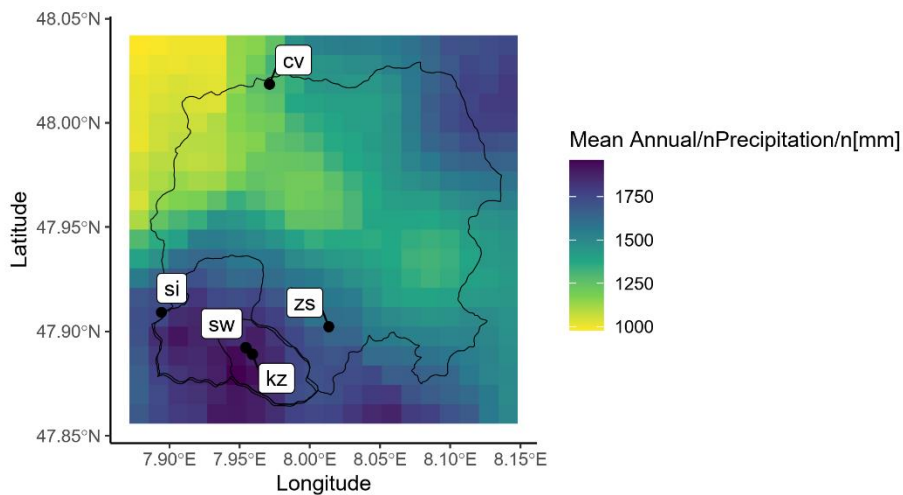 48.05°N
48.00°N
47.95°N
47.90°N
47.85°N
Latitude
cv
si
sw
zs
kz
7.90°E 7.95°E 8.00°E 8.05°E 8.10°E 8.15°E
Longitude
Mean Annual/nPrecipitation/n[mm]
1750
1500
1250
1000